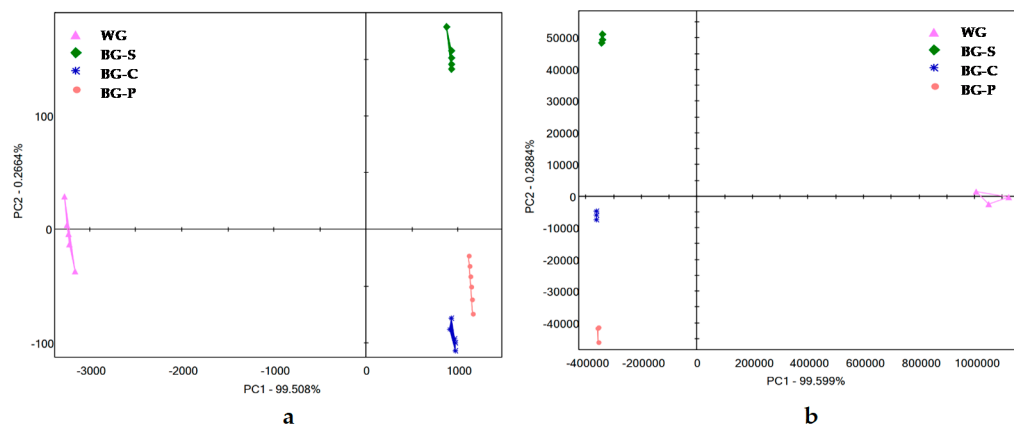 WG
BG-S
BG-C
BG-P
100
0
-100
PC2 - 0.2664%
-3000 -2000 -1000 0 1000
PC1 - 99.508%
a
WG
BG-S
BG-C
BG-P
50000
40000
30000
20000
10000
0
-10000
-20000
-30000
-40000
PC2 - 0.2884%
-400000 -200000 0 200000 400000 600000 800000 1000000
PC1 - 99.599%
b